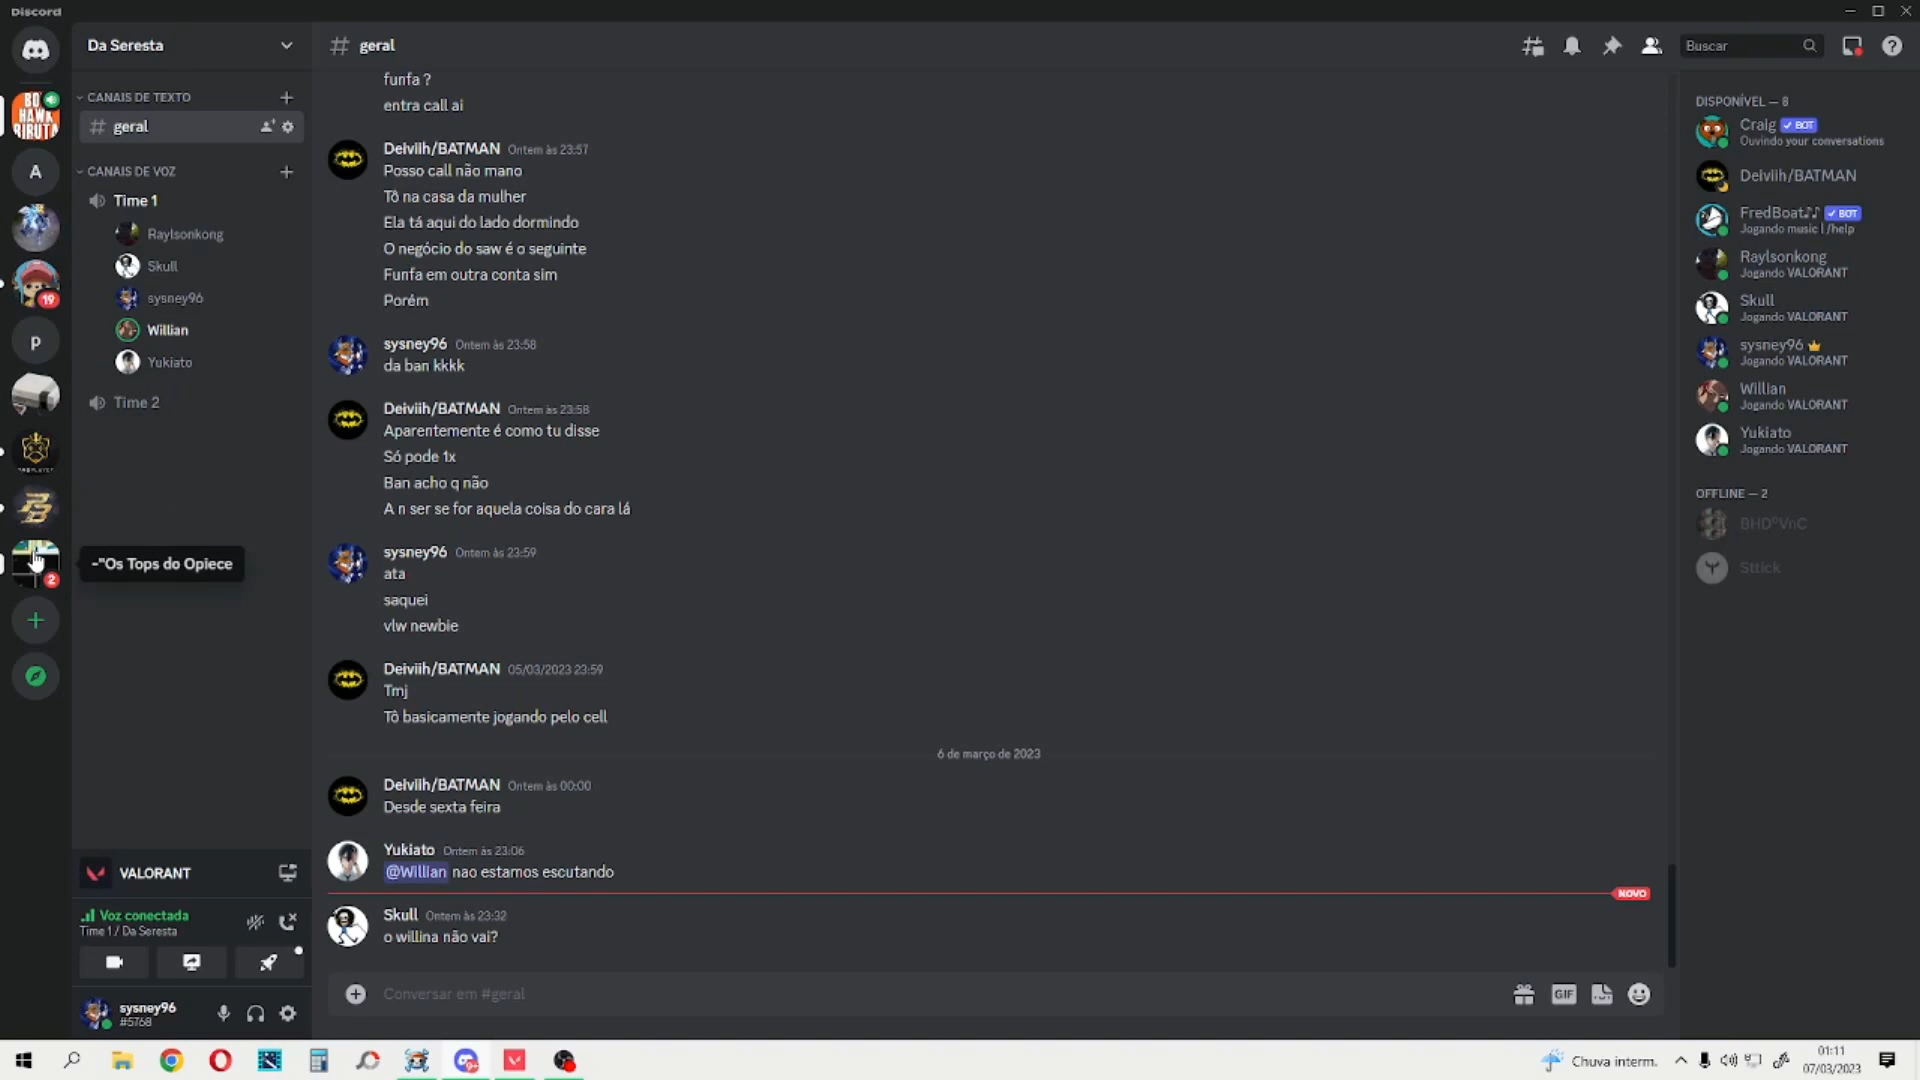 Discord
Da Seresta
CANAIS DE TEXTO
geral
CANAIS DE VOZ
Time 1
Raylsonkong
Skull
sysney96
Willian
Yukiato
Time 2
A
19
p
2
-"Os Tops do Opiece
VALORANT
Voz conectada
Time 1 / Da Seresta
sysney96
#5768
geral
Buscar
funfa ?
entra call ai
Deiviih/BATMAN Ontem às 23:57
Posso call não mano
Tô na casa da mulher
Ela tá aqui do lado dormindo
O negócio do saw é o seguinte
Funfa em outra conta sim
Porém
sysney96 Ontem às 23:58
da ban kkkk
Deiviih/BATMAN Ontem às 23:58
Aparentemente é como tu disse
Só pode 1x
Ban acho q não
A n ser se for aquela coisa do cara lá
sysney96 Ontem às 23:59
ata
saquei
vlw newbie
Deiviih/BATMAN 05/03/2023 23:59
Tmj
Tô basicamente jogando pelo cell
6 de março de 2023
Deiviih/BATMAN Ontem às 00:00
Desde sexta feira
Yukiato Ontem às 23:06
@Willian nao estamos escutando
NOVO
Skull Ontem às 23:32
o willina não vai?
Conversar em #geral
GIF
DISPONÍVEL — 8
Craig BOT
Ouvindo your conversations
Deiviih/BATMAN
FredBoat♪♪ BOT
Jogando music | /help
Raylsonkong
Jogando VALORANT
Skull
Jogando VALORANT
sysney96
Jogando VALORANT
Willian
Jogando VALORANT
Yukiato
Jogando VALORANT
OFFLINE — 2
BHDºVnC
Sttick
Chuva interm.
01:11
07/03/2023